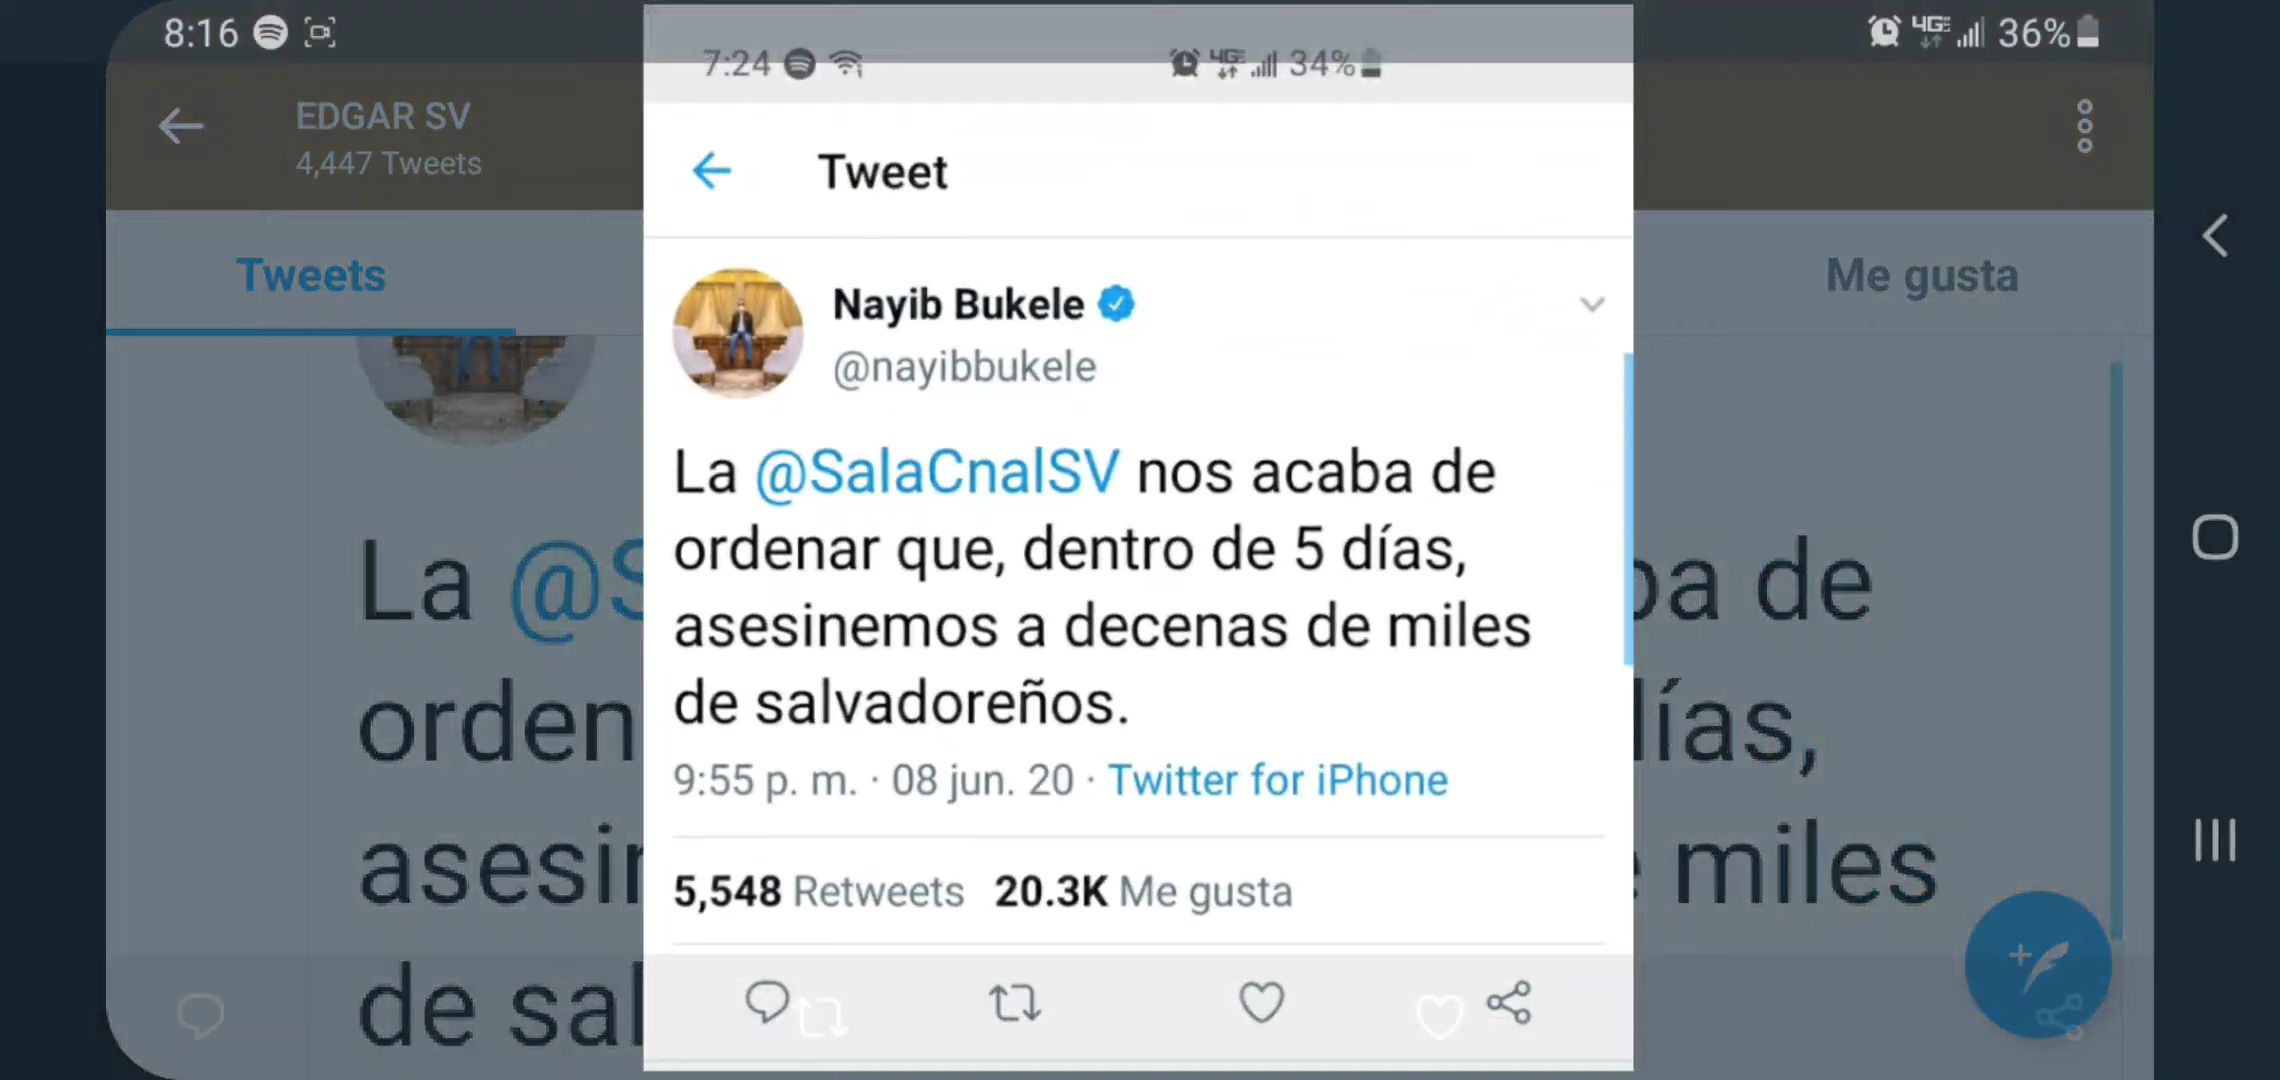 8:16
4G 36%
EDGAR SV
4,447 Tweets
Tweets
Me gusta
La @S
orden
asesin
de sal
ba de
días,
miles
7:24
4G 34%
Tweet
Nayib Bukele
@nayibbukele
La @SalaCnalSV nos acaba de
ordenar que, dentro de 5 días,
asesinemos a decenas de miles
de salvadoreños.
9:55 p. m. · 08 jun. 20 · Twitter for iPhone
5,548 Retweets 20.3K Me gusta